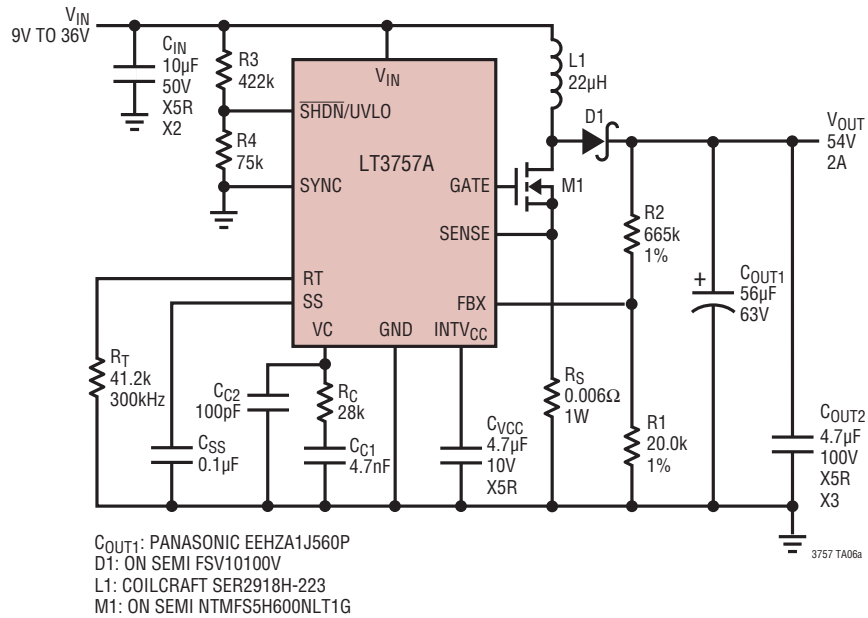 VIN
9V TO 36V
CIN
10µF
50V
X5R
X2
R3
422k
R4
75k
VIN
SHDN/UVLO
LT3757A
SYNC
GATE
SENSE
RT
SS
FBX
VC
GND
INTVCC
L1
22µH
D1
M1
VOUT
54V
2A
R2
665k
1%
+
COUT1
56µF
63V
RT
41.2k
300kHz
CSS
0.1µF
CC2
100pF
RC
28k
CC1
4.7nF
CVCC
4.7µF
10V
X5R
RS
0.006Ω
1W
R1
20.0k
1%
COUT2
4.7µF
100V
X5R
X3
3757 TA06a
COUT1: PANASONIC EEHZA1J560P
D1: ON SEMI FSV10100V
L1: COILCRAFT SER2918H-223
M1: ON SEMI NTMFS5H600NLT1G